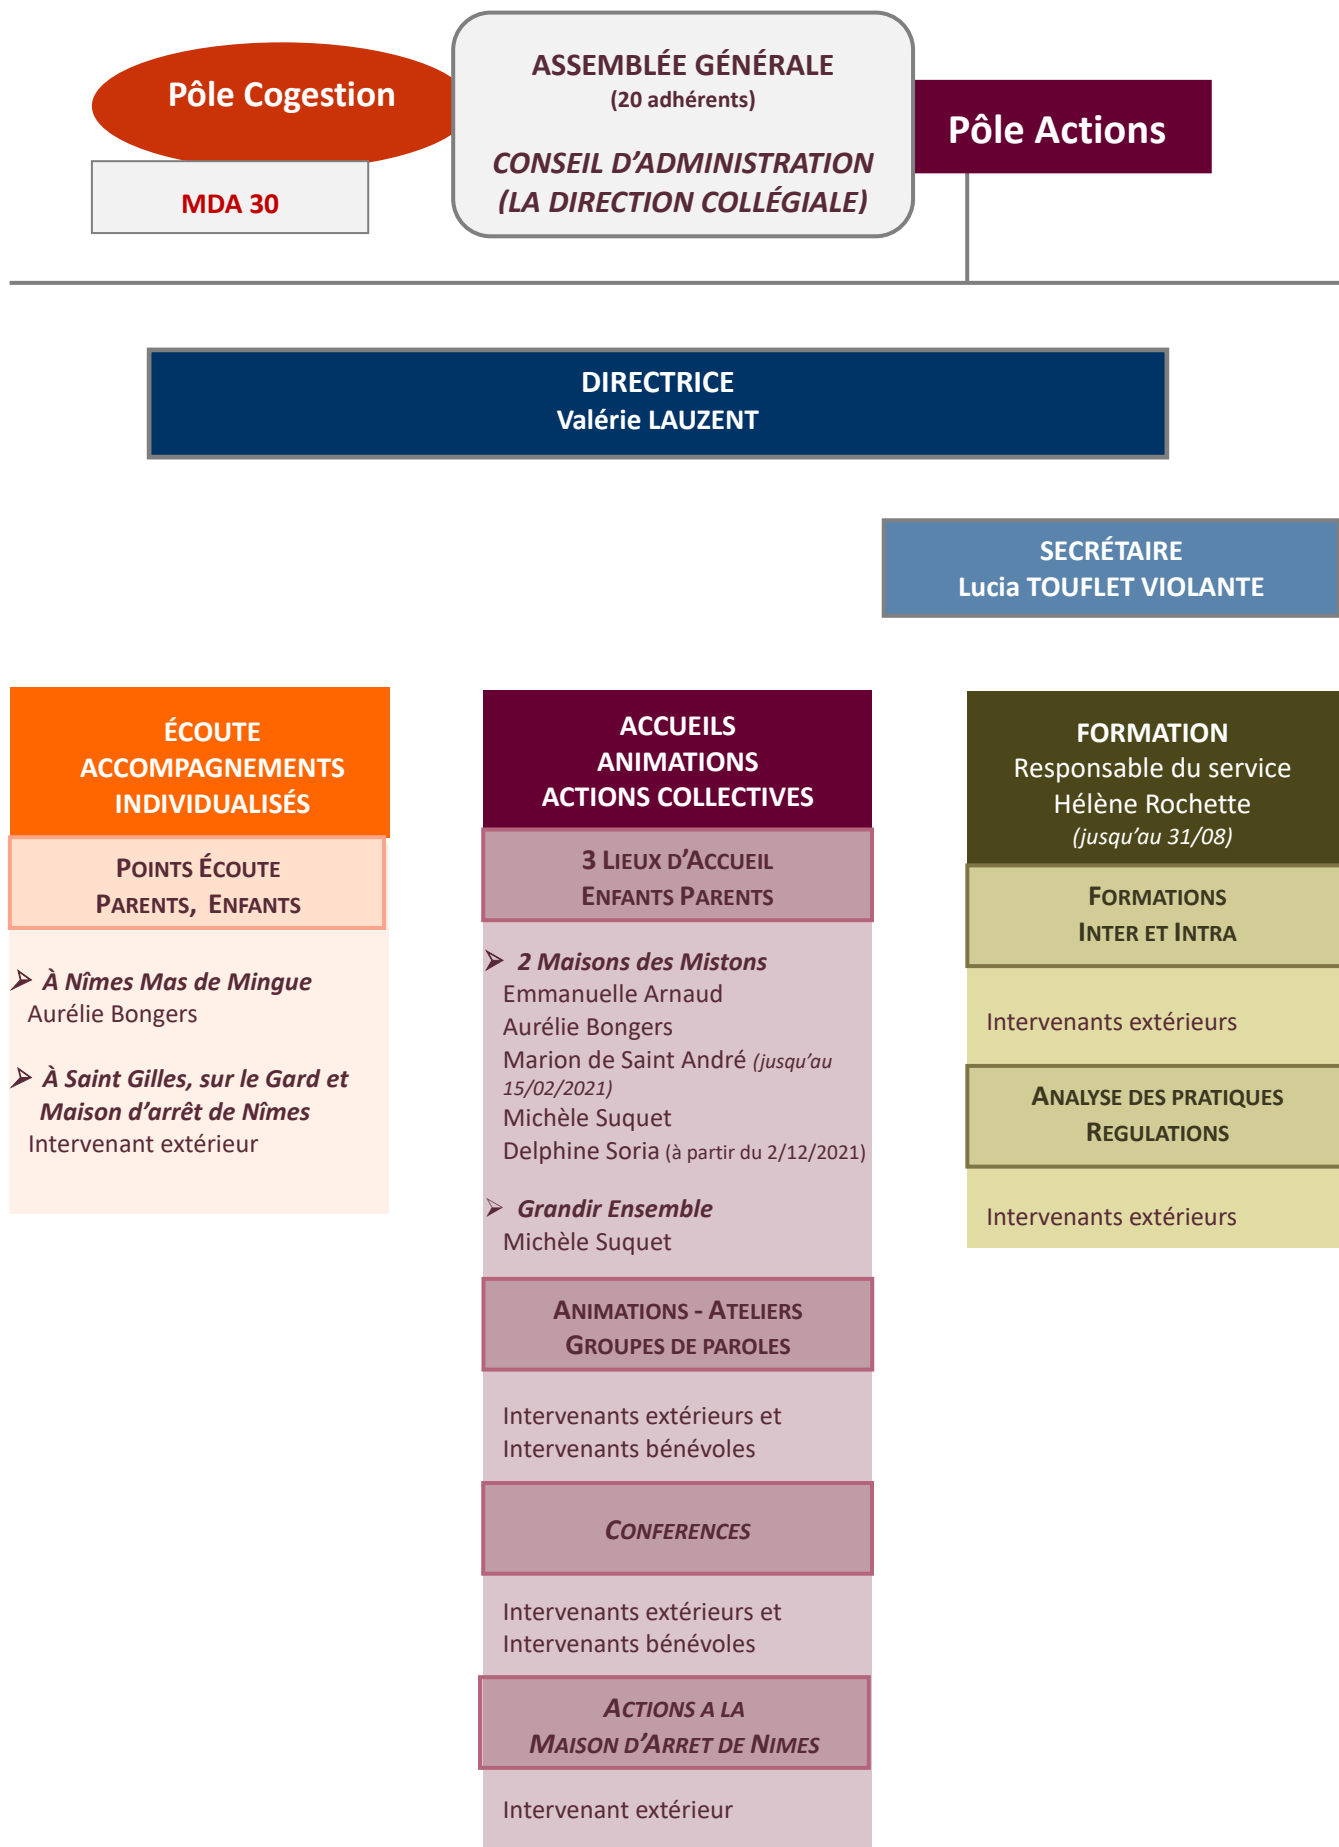 Pôle Cogestion
MDA 30
ASSEMBLÉE GÉNÉRALE
(20 adhérents)
CONSEIL D’ADMINISTRATION
(LA DIRECTION COLLÉGIALE)
Pôle Actions
DIRECTRICE
Valérie LAUZENT
SECRÉTAIRE
Lucia TOUFLET VIOLANTE
ÉCOUTE
ACCOMPAGNEMENTS
INDIVIDUALISÉS
POINTS ÉCOUTE
PARENTS, ENFANTS
➢ À Nîmes Mas de Mingue
Aurélie Bongers
➢ À Saint Gilles, sur le Gard et
Maison d’arrêt de Nîmes
Intervenant extérieur
ACCUEILS
ANIMATIONS
ACTIONS COLLECTIVES
3 LIEUX D’ACCUEIL
ENFANTS PARENTS
➢ 2 Maisons des Mistons
Emmanuelle Arnaud
Aurélie Bongers
Marion de Saint André (jusqu’au
15/02/2021)
Michèle Suquet
Delphine Soria (à partir du 2/12/2021)
➢ Grandir Ensemble
Michèle Suquet
ANIMATIONS - ATELIERS
GROUPES DE PAROLES
Intervenants extérieurs et
Intervenants bénévoles
CONFERENCES
Intervenants extérieurs et
Intervenants bénévoles
ACTIONS A LA
MAISON D’ARRET DE NIMES
Intervenant extérieur
FORMATION
Responsable du service
Hélène Rochette
(jusqu’au 31/08)
FORMATIONS
INTER ET INTRA
Intervenants extérieurs
ANALYSE DES PRATIQUES
REGULATIONS
Intervenants extérieurs